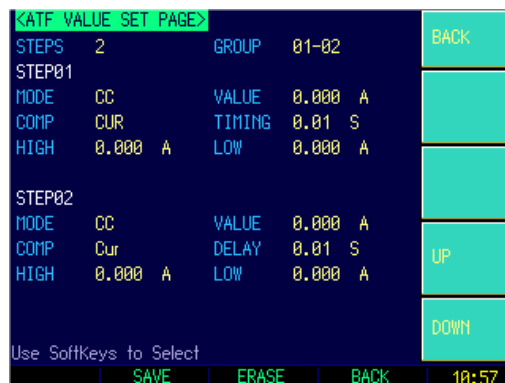 <ATF VALUE SET PAGE>
STEPS 2 GROUP 01-02
STEP01
MODE CC VALUE 0.000 A
COMP CUR TIMING 0.01 S
HIGH 0.000 A LOW 0.000 A
STEP02
MODE CC VALUE 0.000 A
COMP Cur DELAY 0.01 S
HIGH 0.000 A LOW 0.000 A
Use SoftKeys to Select
BACK
UP
DOWN
SAVE ERASE BACK 10:57